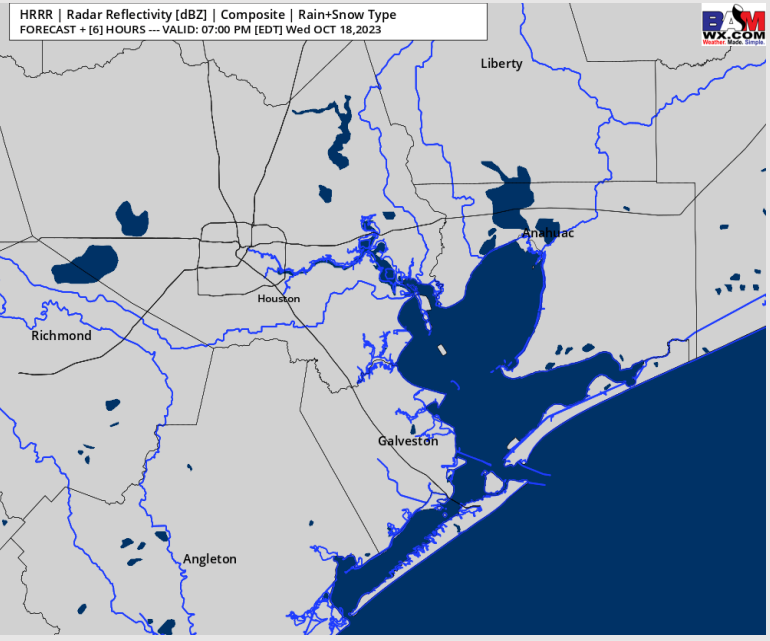 HRRR | Radar Reflectivity [dBZ] | Composite | Rain+Snow Type
FORECAST + [6] HOURS --- VALID: 07:00 PM [EDT] Wed OCT 18,2023
BAM
WX.COM
Weather. Made. Simple.
Liberty
Anahuac
Houston
Richmond
Galveston
Angleton